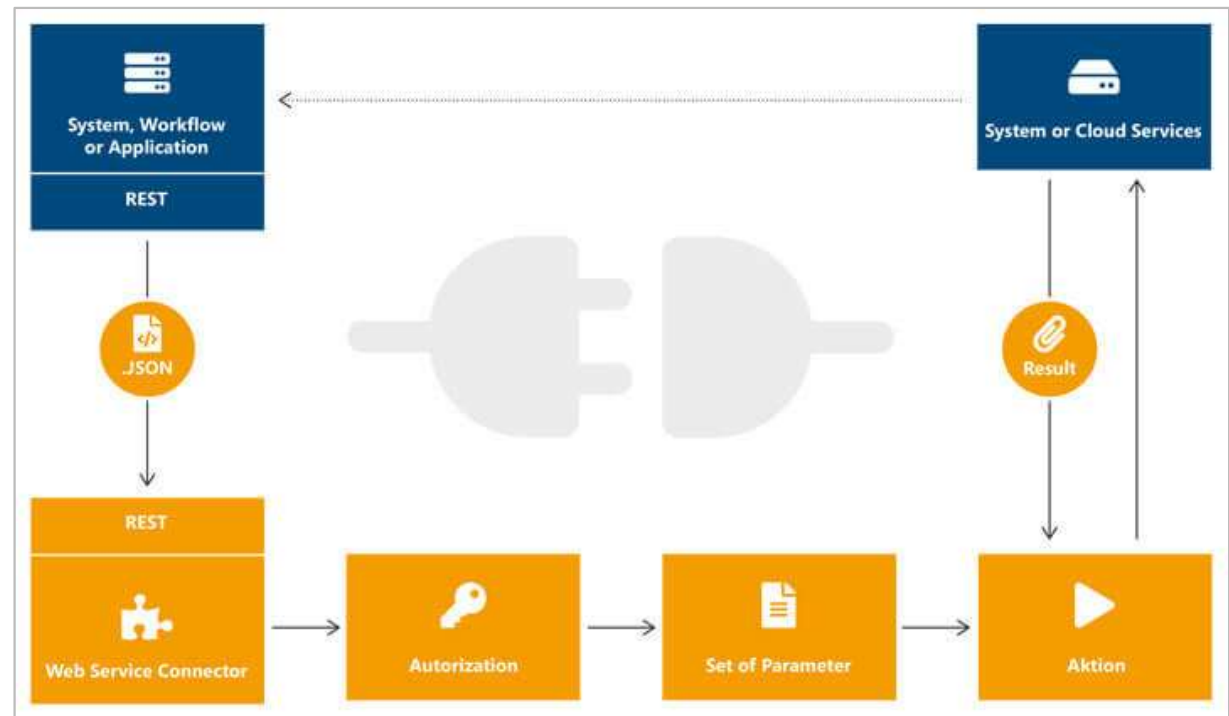 System, Workflow
or Application
REST
System or Cloud Services
.JSON
Result
REST
Web Service Connector
Autorization
Set of Parameter
Aktion